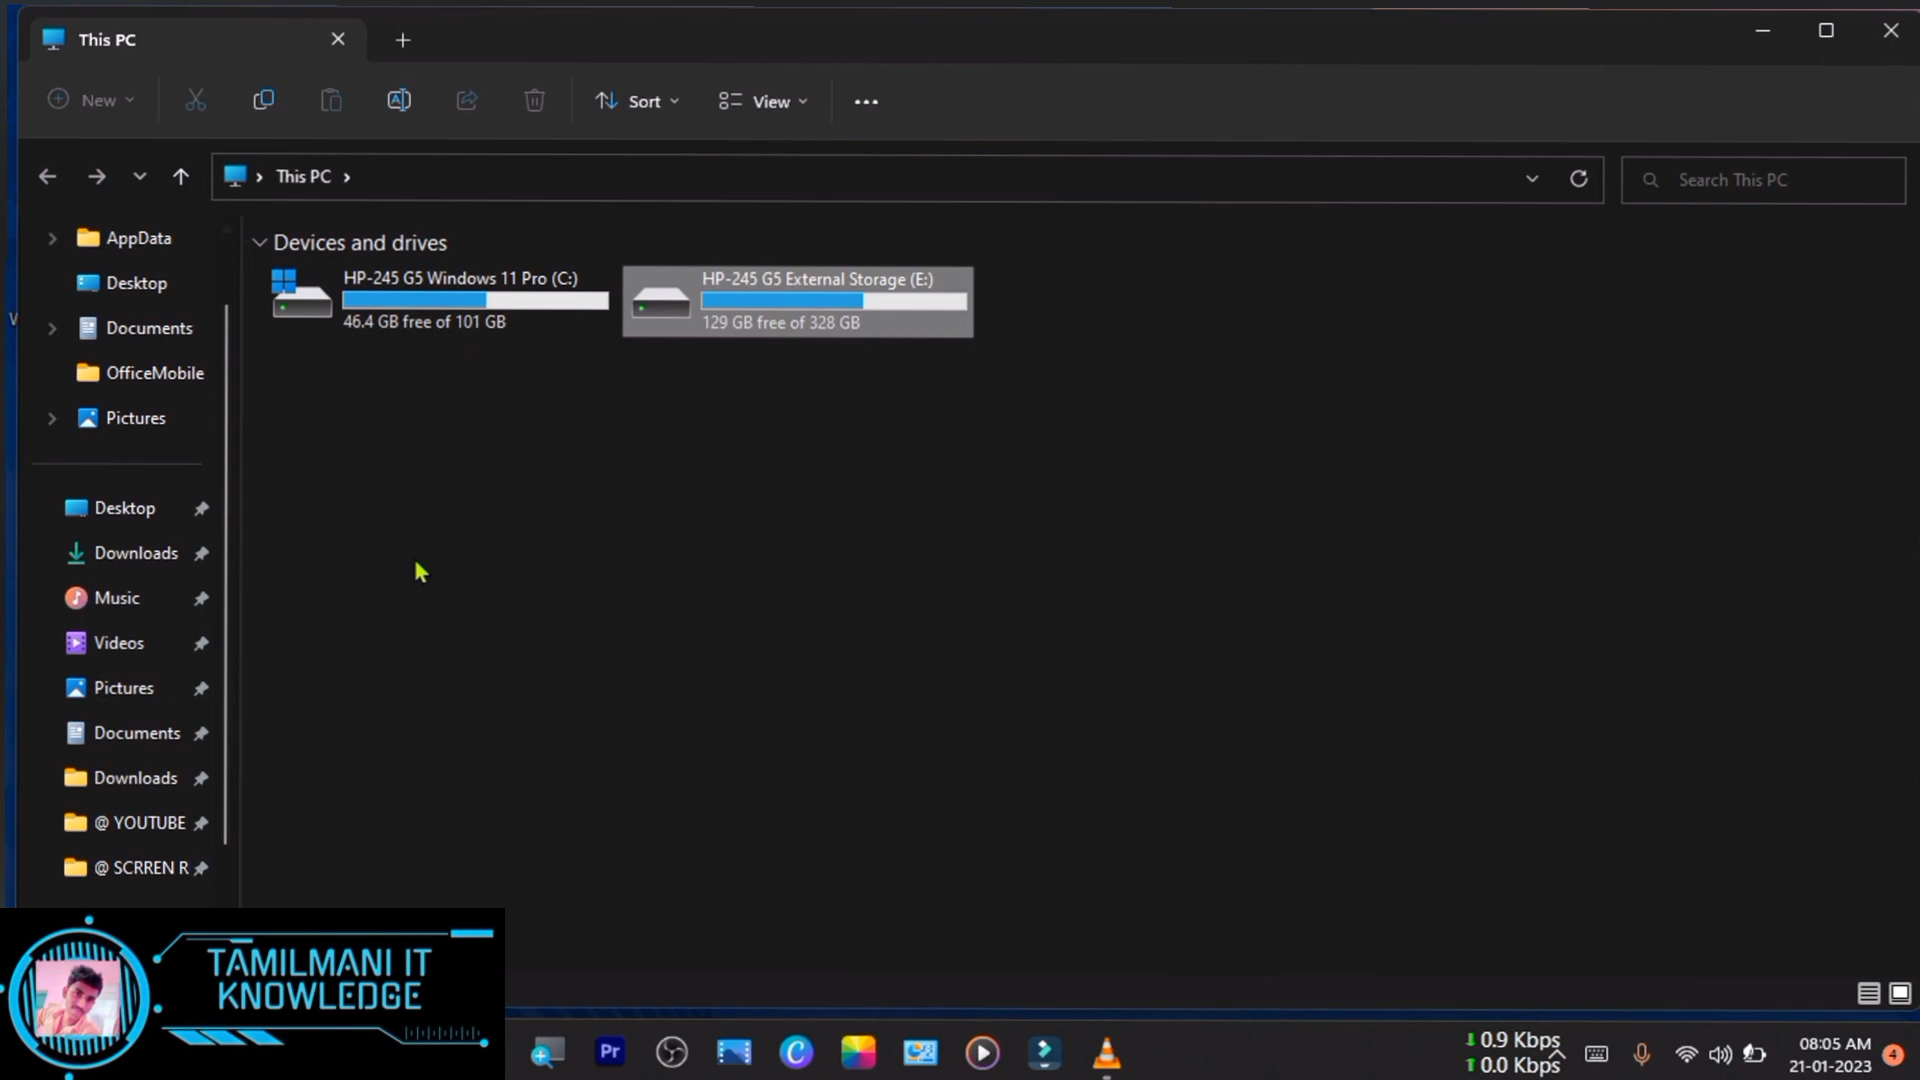 This PC
New
Sort
View
This PC
Search This PC
AppData
Desktop
Documents
OfficeMobile
Pictures
Desktop
Downloads
Music
Videos
Pictures
Documents
Downloads
@ YOUTUBE
@ SCRREN R
Devices and drives
HP-245 G5 Windows 11 Pro (C:)
46.4 GB free of 101 GB
HP-245 G5 External Storage (E:)
129 GB free of 328 GB
TAMILMANI IT
KNOWLEDGE
Pr
0.9 Kbps
0.0 Kbps
08:05 AM
21-01-2023
4